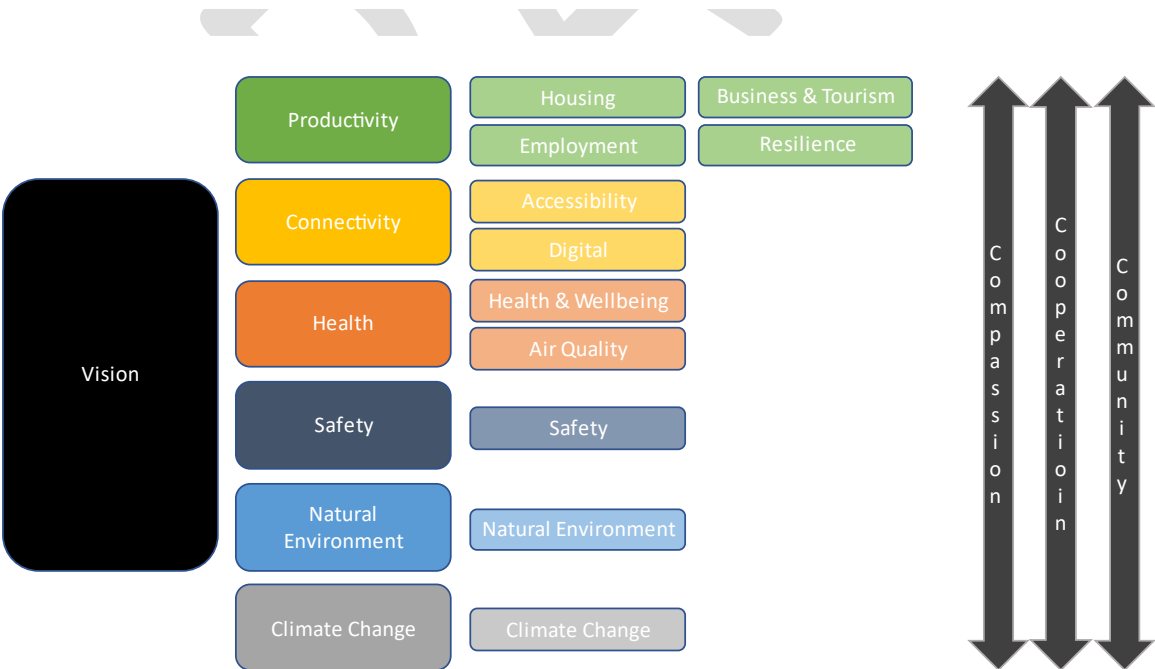 Vision
Productivity
Housing
Business & Tourism
Employment
Resilience
Connectivity
Accessibility
Digital
Health
Health & Wellbeing
Air Quality
Safety
Safety
Natural
Environment
Natural Environment
Climate Change
Climate Change
Compassion
Cooperatioin
Community